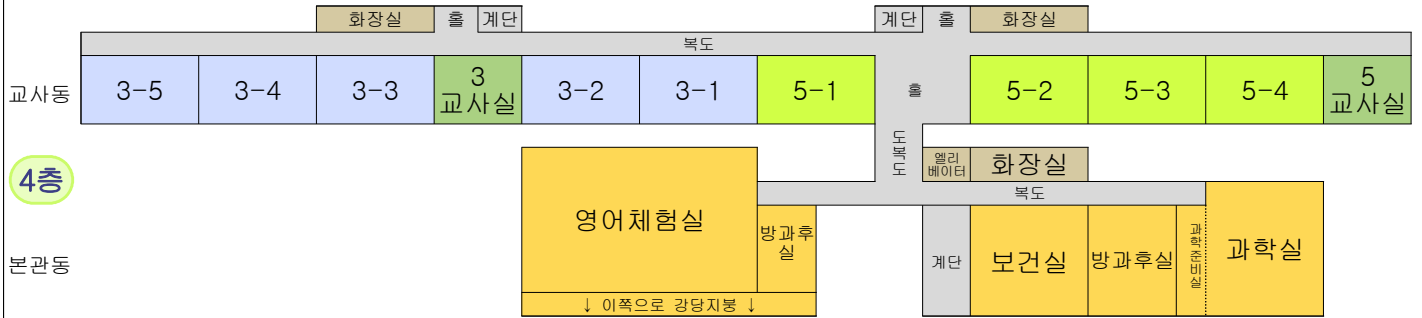 화장실 홀 계단 계단 홀 화장실
복도
교사동 3-5 3-4 3-3 3 교사실 3-2 3-1 5-1 홀 5-2 5-3 5-4 5 교사실
도복도
엘리베이터 화장실
4층
복도
영어체험실
방과후실
과학준비실
과학실
본관동
계단
보건실
방과후실
↓ 이쪽으로 강당지붕 ↓